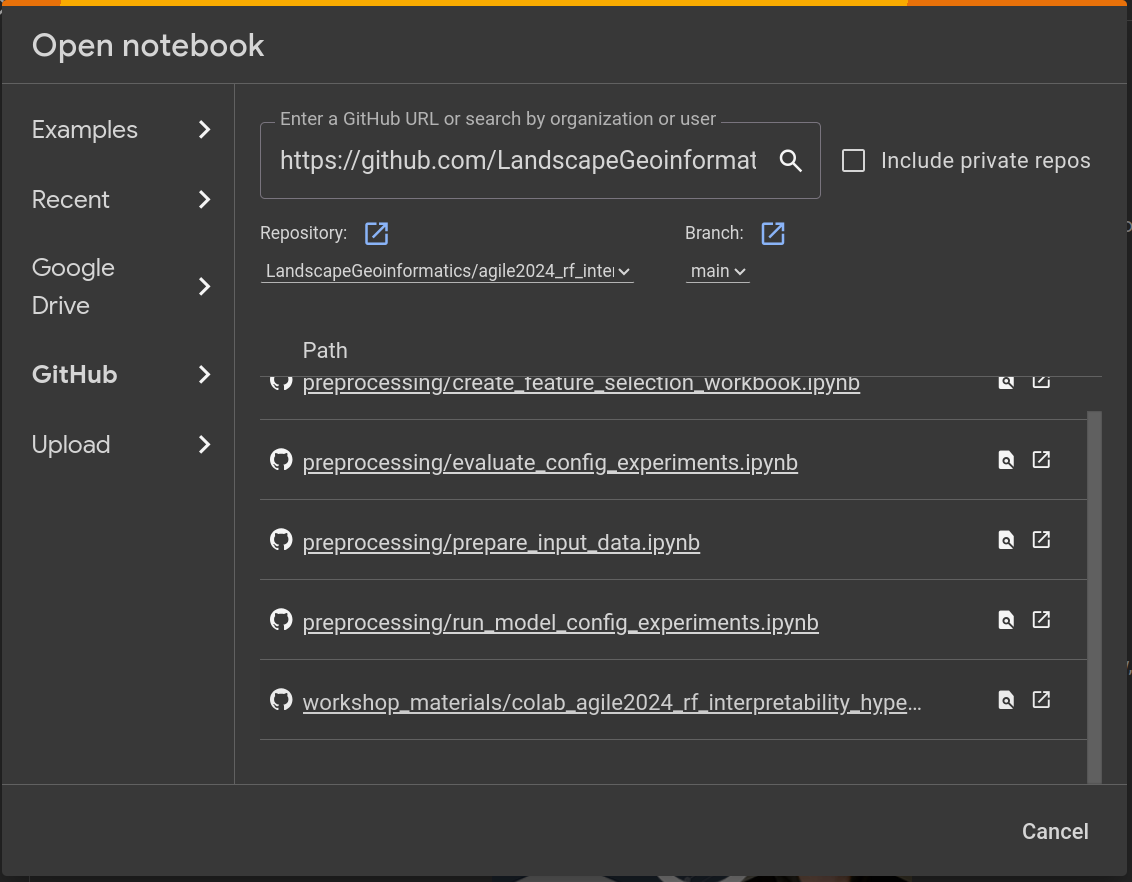 Open notebook
Examples
Recent
Google
Drive
GitHub
Upload
Enter a GitHub URL or search by organization or user
https://github.com/LandscapeGeoinformat
Include private repos
Repository:
Branch:
LandscapeGeoinformatics/agile2024_rf_inter
main
Path
preprocessing/create_feature_selection_workbook.ipynb
preprocessing/evaluate_config_experiments.ipynb
preprocessing/prepare_input_data.ipynb
preprocessing/run_model_config_experiments.ipynb
workshop_materials/colab_agile2024_rf_interpretability_hype...
Cancel